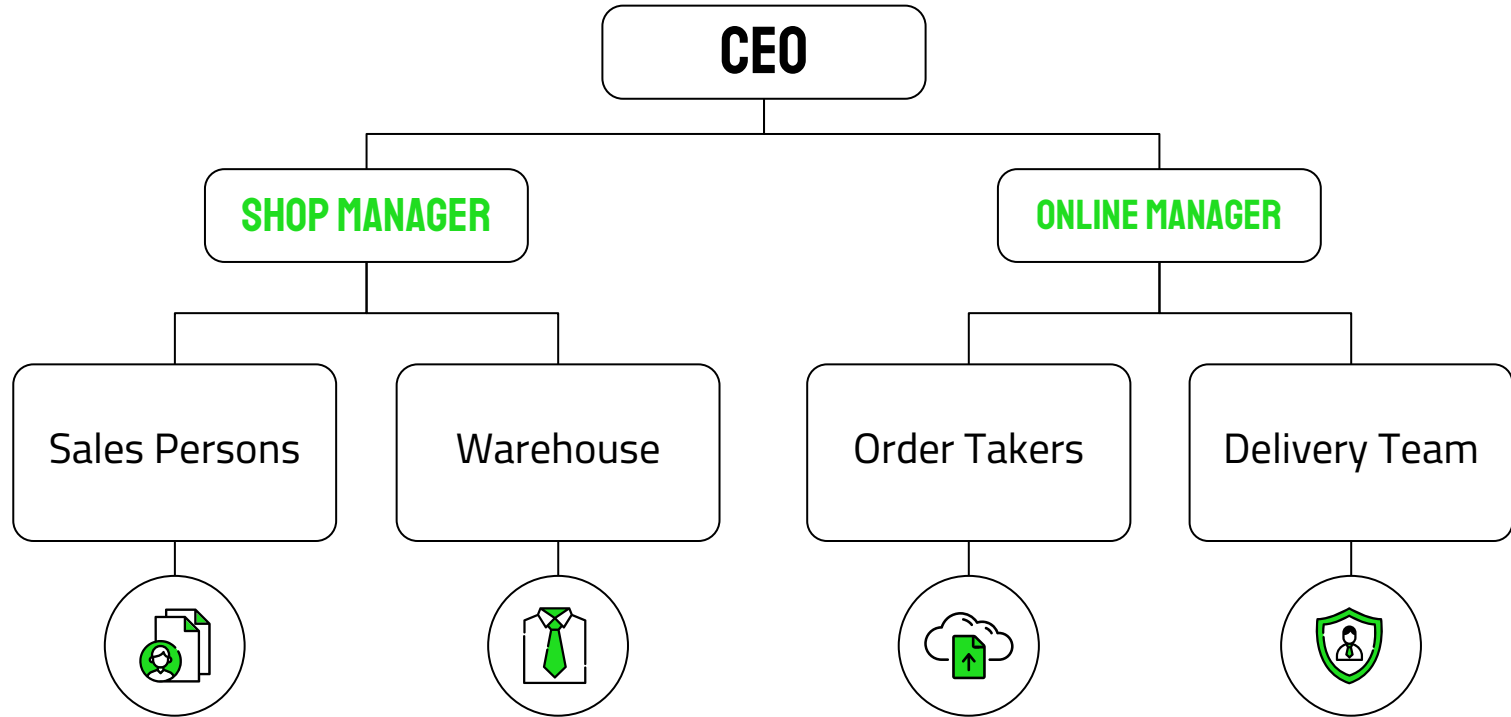 CEO
SHOP MANAGER
ONLINE MANAGER
Sales Persons
Warehouse
Order Takers
Delivery Team